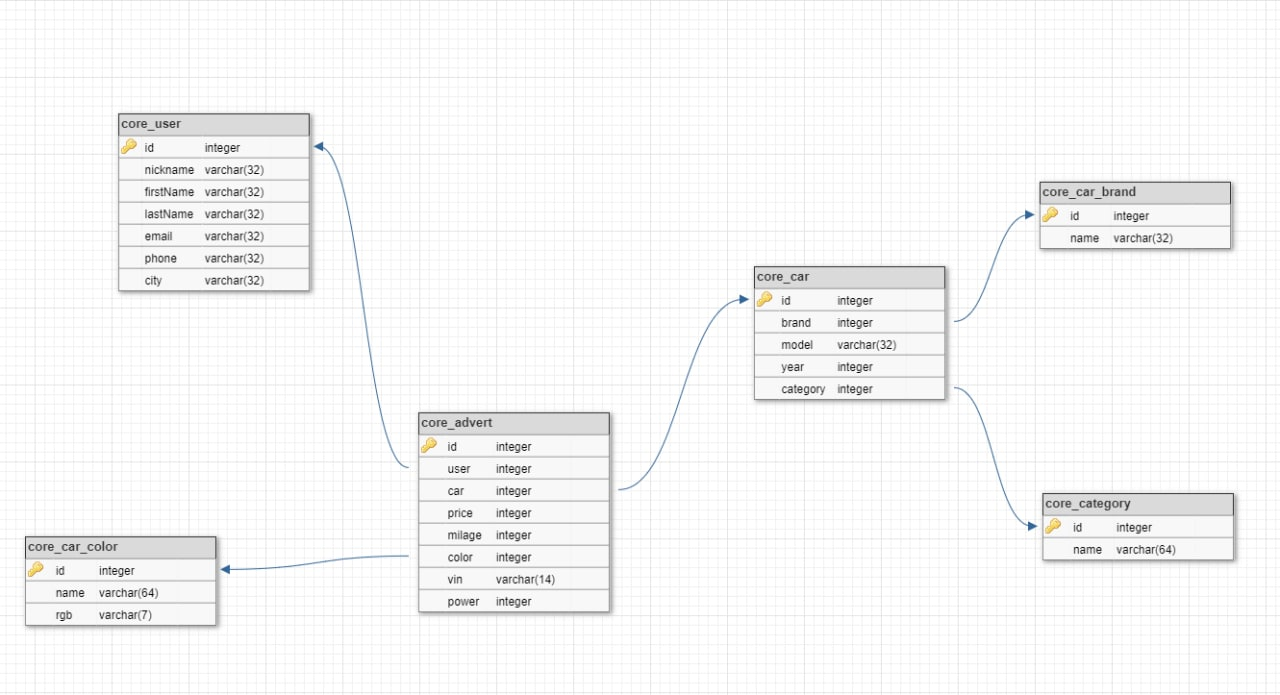 core_user
id integer
nickname varchar(32)
firstName varchar(32)
lastName varchar(32)
email varchar(32)
phone varchar(32)
city varchar(32)
core_car_brand
id integer
name varchar(32)
core_car
id integer
brand integer
model varchar(32)
year integer
category integer
core_advert
id integer
user integer
car integer
price integer
milage integer
color integer
vin varchar(14)
power integer
core_category
id integer
name varchar(64)
core_car_color
id integer
name varchar(64)
rgb varchar(7)